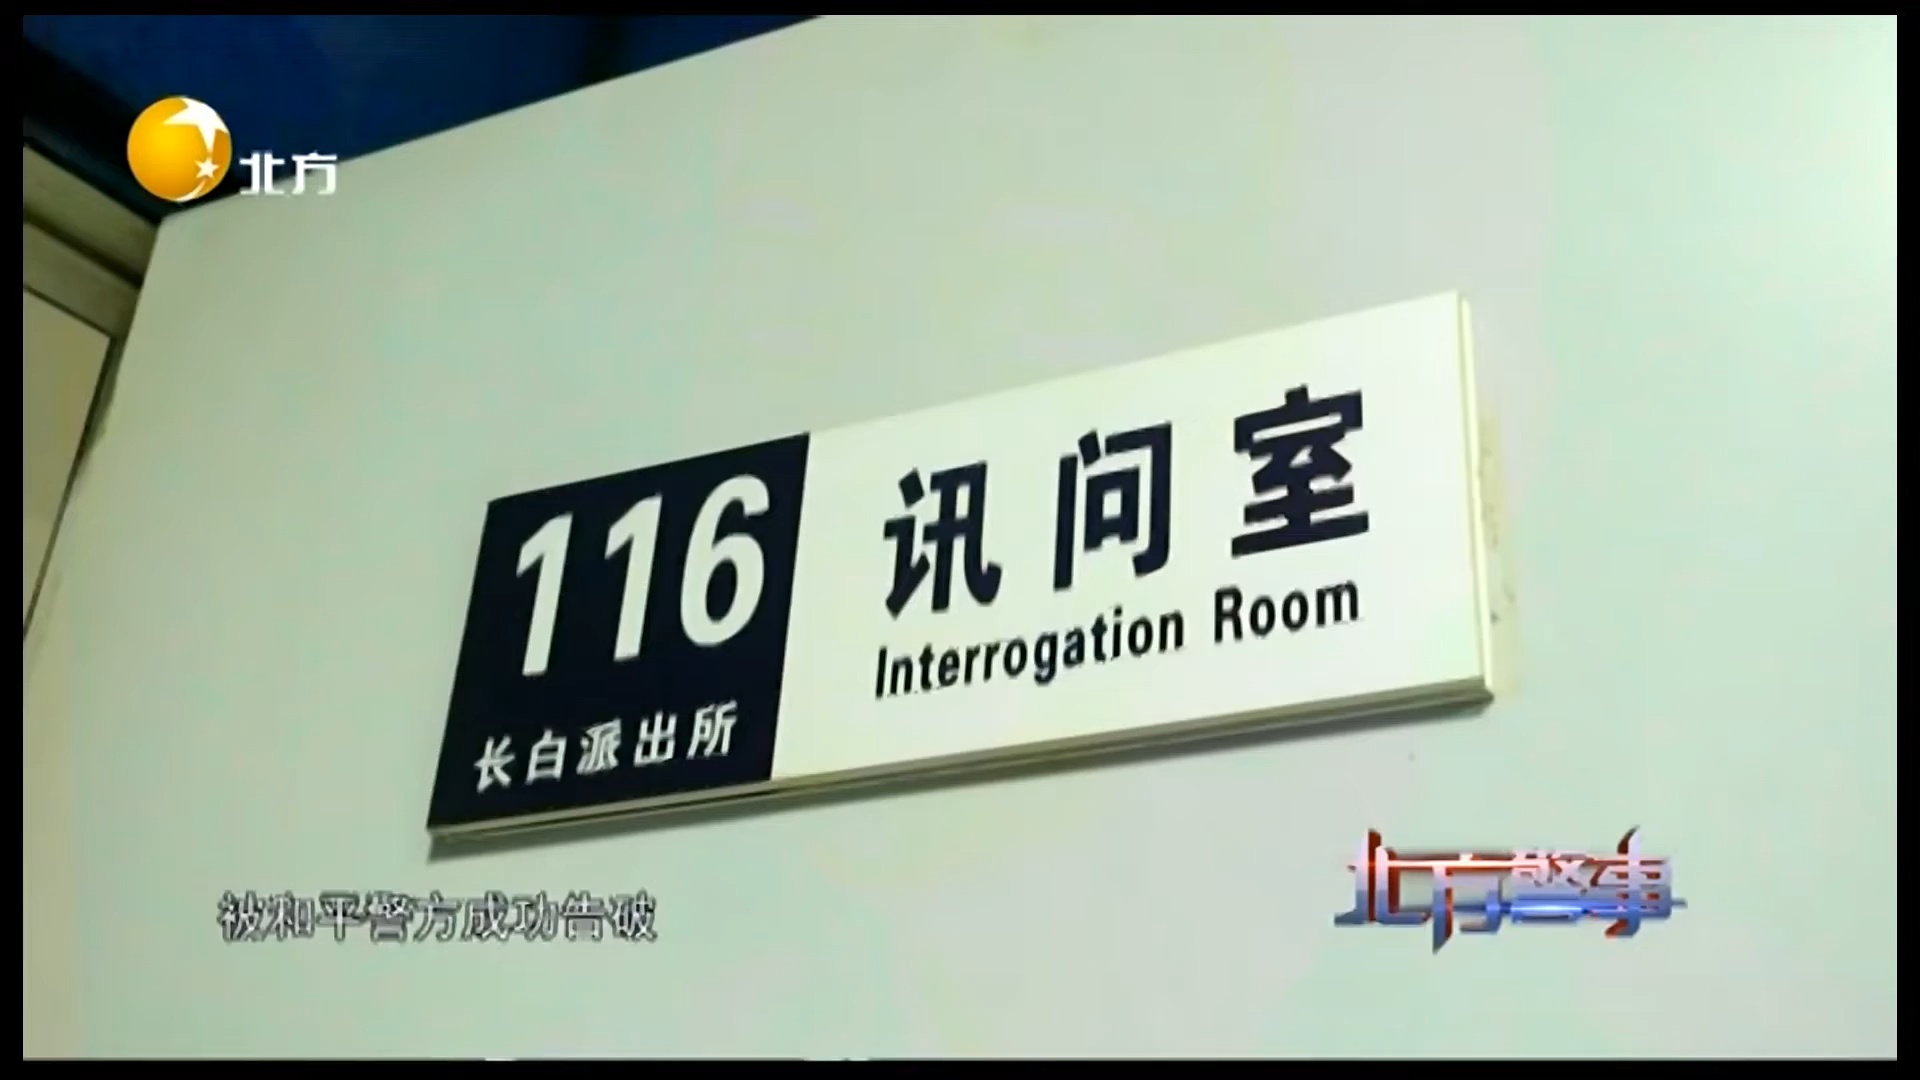 北方
116
讯问室
Interrogation Room
长白派出所
被和平警方成功告破
北方警事